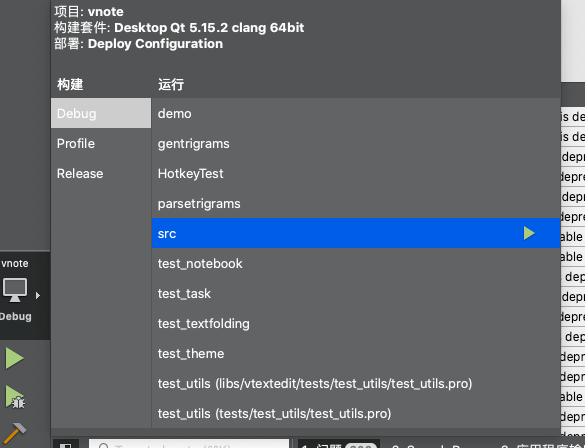 项目: vnote
构建套件: Desktop Qt 5.15.2 clang 64bit
部署: Deploy Configuration
构建
运行
Debug
demo
Profile
gentrigrams
Release
HotkeyTest
parsetrigrams
src
test_notebook
test_task
test_textfolding
test_theme
test_utils (libs/vtextedit/tests/test_utils/test_utils.pro)
test_utils (tests/test_utils/test_utils.pro)
vnote
Debug